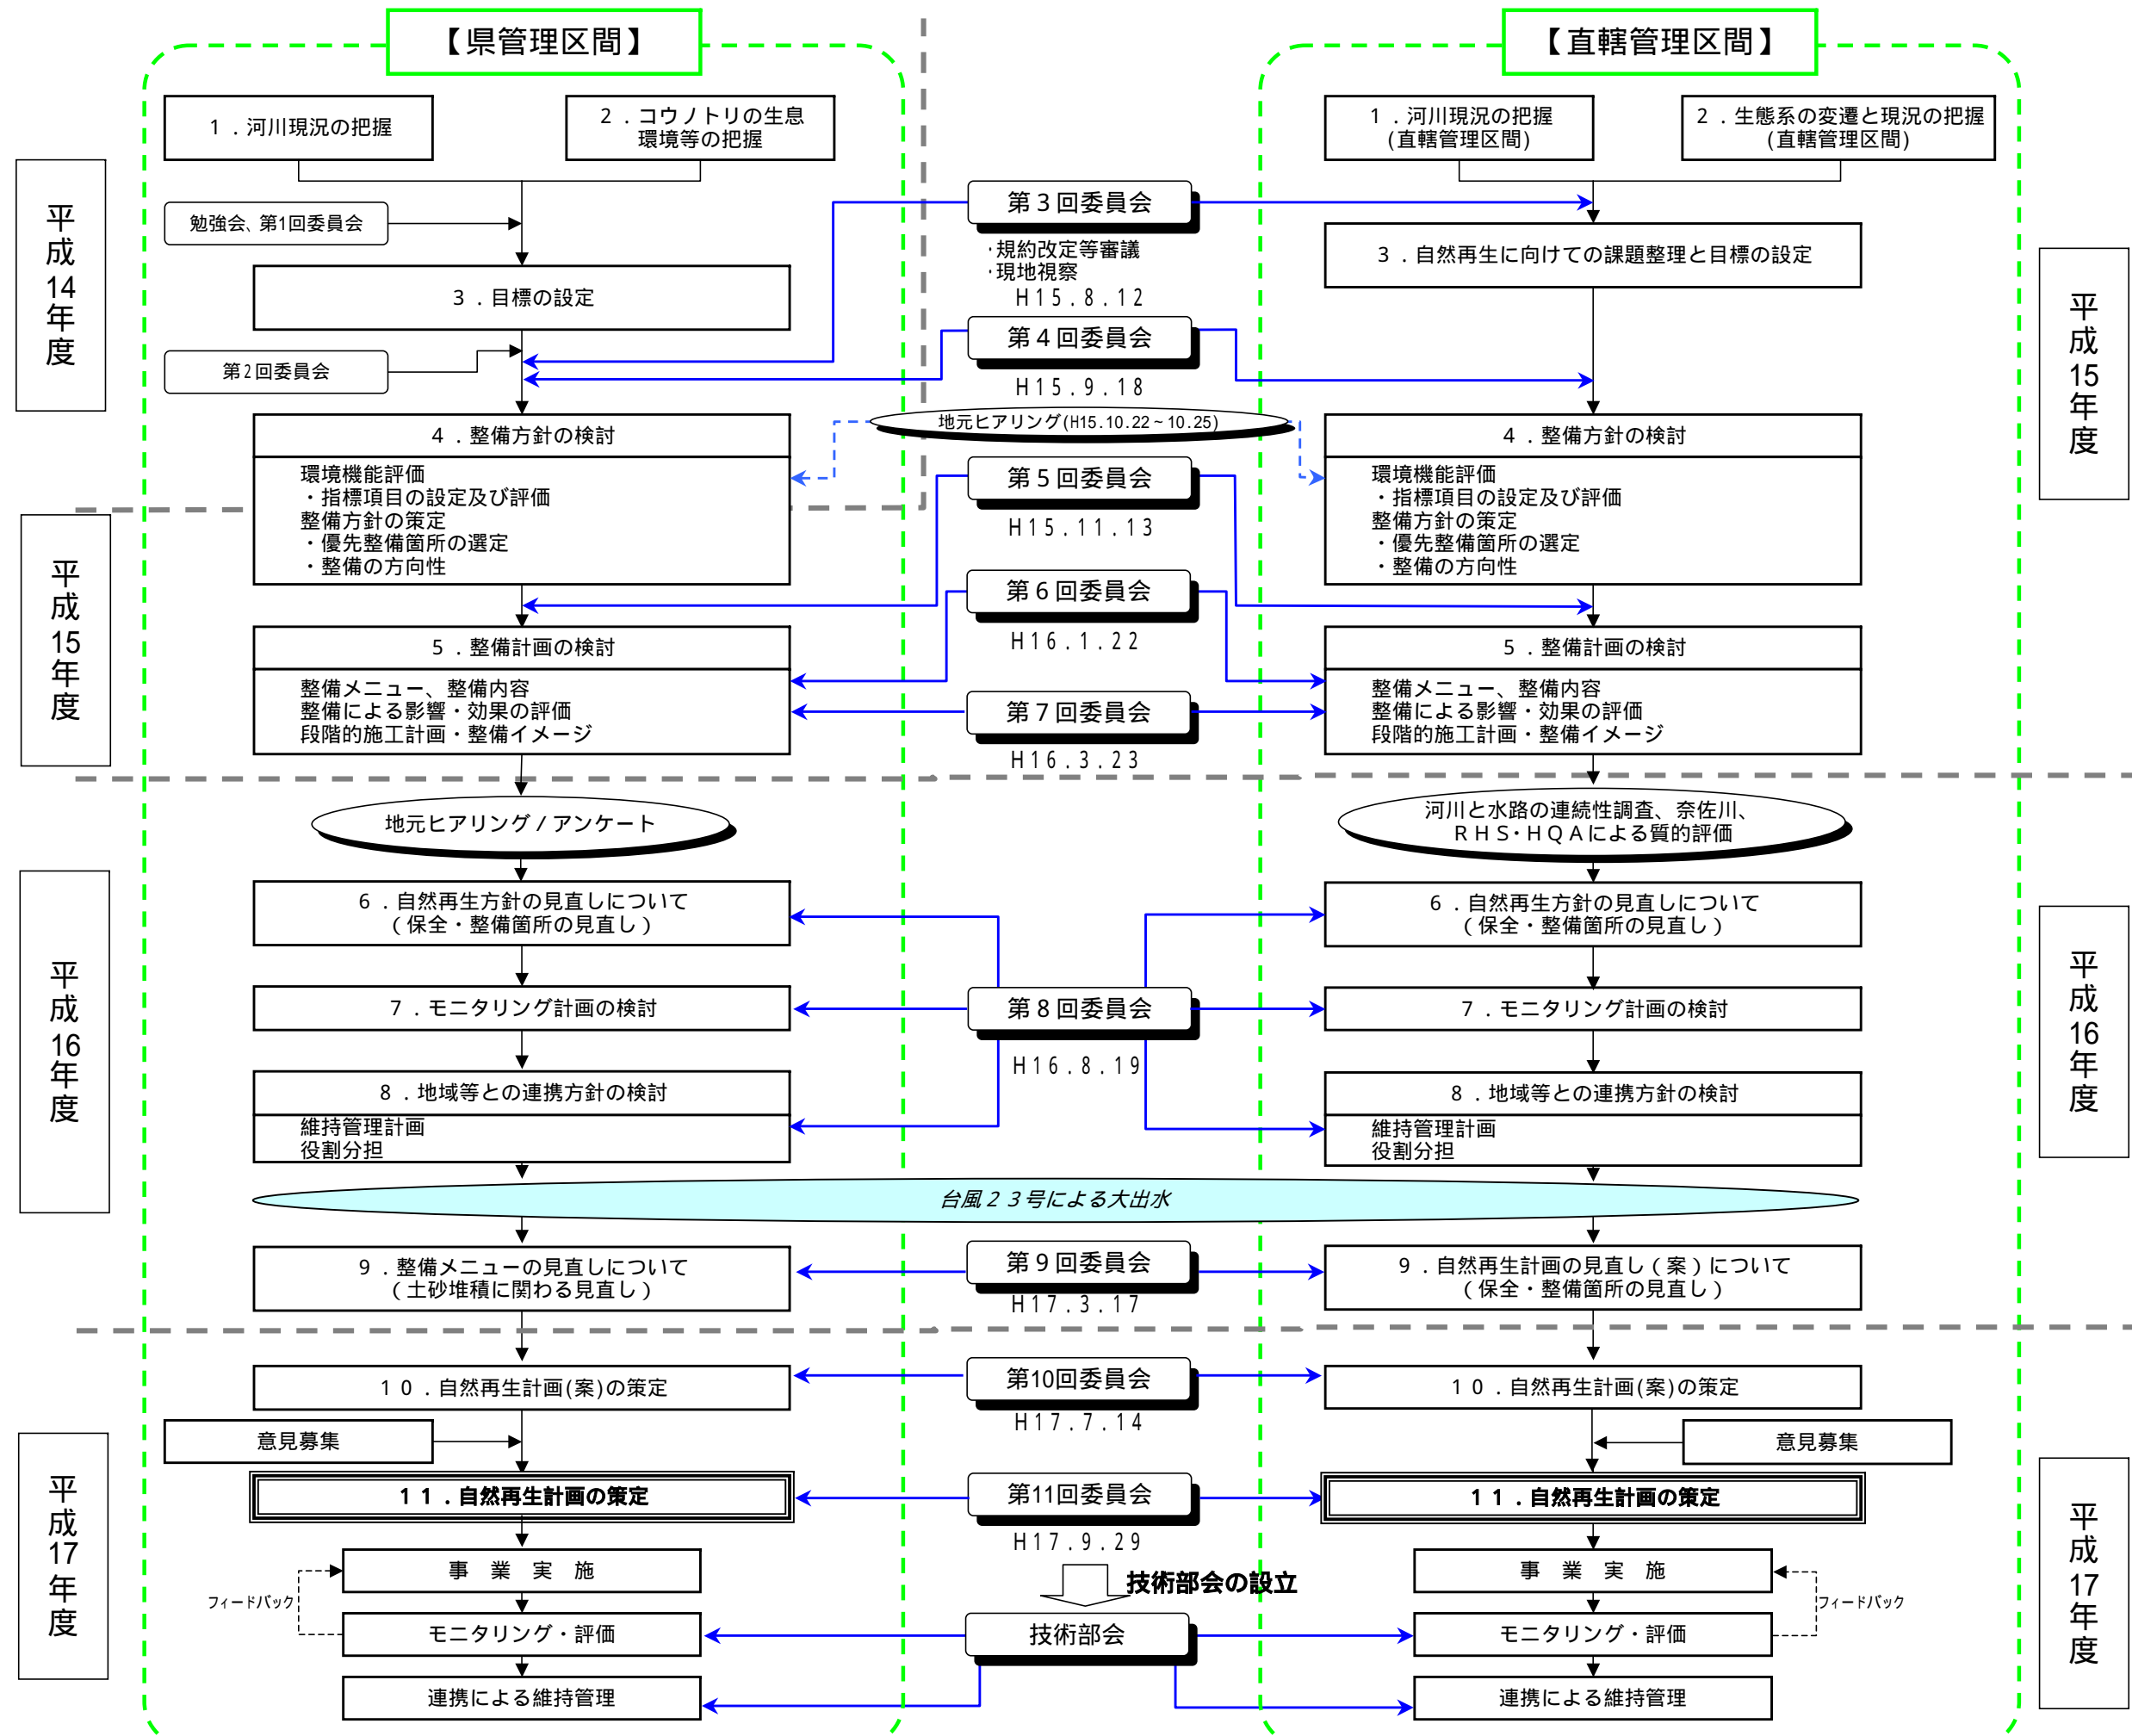 【県管理区間】
【直轄管理区間】
平成14年度
平成15年度
平成16年度
平成17年度
1．河川現況の把握
2．コウノトリの生息
環境等の把握
勉強会、第1回委員会
3．目標の設定
第2回委員会
4．整備方針の検討
環境機能評価
・指標項目の設定及び評価
整備方針の策定
・優先整備箇所の選定
・整備の方向性
5．整備計画の検討
整備メニュー、整備内容
整備による影響・効果の評価
段階的施工計画・整備イメージ
地元ヒアリング/アンケート
6．自然再生方針の見直しについて
(保全・整備箇所の見直し)
7．モニタリング計画の検討
8．地域等との連携方針の検討
維持管理計画
役割分担
台風23号による大出水
9．整備メニューの見直しについて
(土砂堆積に関わる見直し)
10．自然再生計画(案)の策定
意見募集
11．自然再生計画の策定
事 業 実 施
フィードバック
モニタリング・評価
連携による維持管理
第3回委員会
・規約改定等審議
・現地視察
H15.8.12
第4回委員会
H15.9.18
地元ヒアリング(H15.10.22～10.25)
第5回委員会
H15.11.13
第6回委員会
H16.1.22
第7回委員会
H16.3.23
第8回委員会
H16.8.19
第9回委員会
H17.3.17
第10回委員会
H17.7.14
第11回委員会
H17.9.29
技術部会の設立
技術部会
1．河川現況の把握
(直轄管理区間)
2．生態系の変遷と現況の把握
(直轄管理区間)
3．自然再生に向けての課題整理と目標の設定
4．整備方針の検討
環境機能評価
・指標項目の設定及び評価
整備方針の策定
・優先整備箇所の選定
・整備の方向性
5．整備計画の検討
整備メニュー、整備内容
整備による影響・効果の評価
段階的施工計画・整備イメージ
河川と水路の連続性調査、奈佐川、
RHS・HQAによる質的評価
6．自然再生方針の見直しについて
(保全・整備箇所の見直し)
7．モニタリング計画の検討
8．地域等との連携方針の検討
維持管理計画
役割分担
9．自然再生計画の見直し(案)について
(保全・整備箇所の見直し)
10．自然再生計画(案)の策定
意見募集
11．自然再生計画の策定
事 業 実 施
フィードバック
モニタリング・評価
連携による維持管理
平成15年度
平成16年度
平成17年度